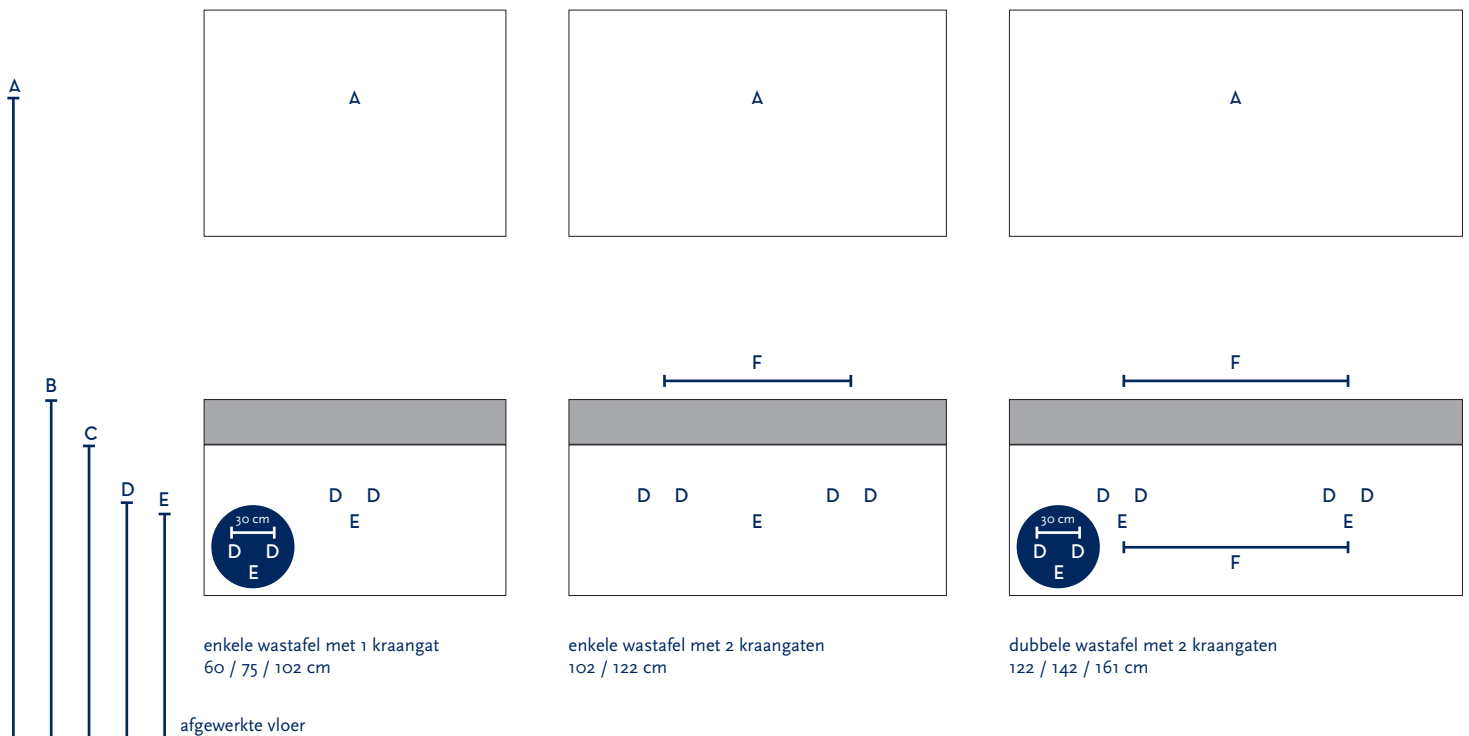 A
A
A
A
B
C
D
E
F
F
D D
E
30 cm
D D
E
D D
D D
E
D D
D D
E
E
F
30 cm
D D
E
enkele wastafel met 1 kraangat
60 / 75 / 102 cm
enkele wastafel met 2 kraangaten
102 / 122 cm
dubbele wastafel met 2 kraangaten
122 / 142 / 161 cm
afgewerkte vloer